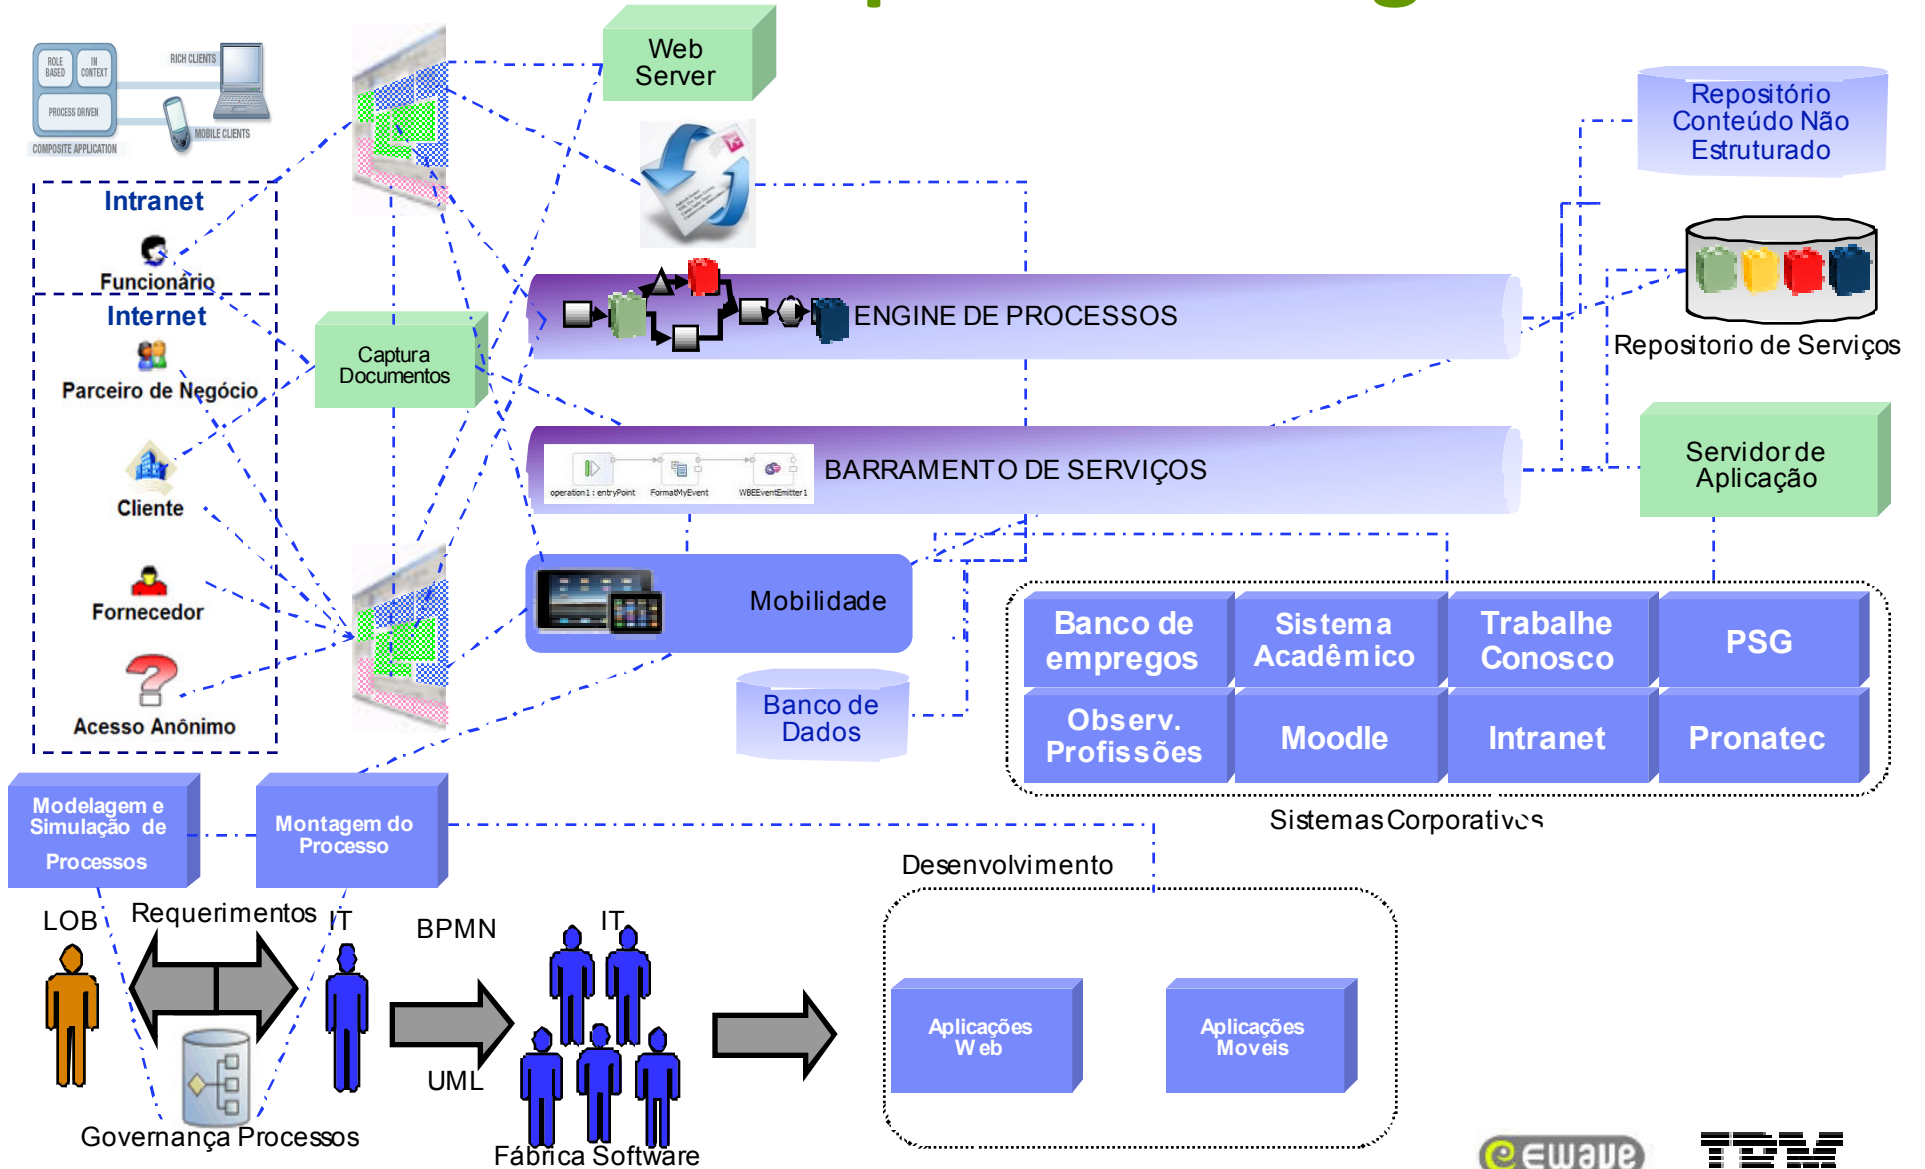 Web
Server
ROLE
BASED
IN
CONTEXT
PROCESS DRIVEN
COMPOSITE APPLICATION
RICH CLIENTS
MOBILE CLIENTS
Repositório
Conteúdo Não
Estruturado
Intranet
Funcionário
Internet
Parceiro de Negócio
Cliente
Fornecedor
Acesso Anônimo
Captura
Documentos
ENGINE DE PROCESSOS
Repositorio de Serviços
operation1 : entryPoint
FormatMyEvent
WBEEventEmitter1
BARRAMENTO DE SERVIÇOS
Servidor de
Aplicação
Mobilidade
Banco de
Dados
Banco de
empregos
Sistema
Acadêmico
Trabalhe
Conosco
PSG
Observ.
Profissões
Moodle
Intranet
Pronatec
Sistemas Corporativos
Modelagem e
Simulação de
Processos
Montagem do
Processo
Desenvolvimento
LOB
Requerimentos
IT
BPMN
UML
IT
Governança Processos
Fábrica Software
Aplicações
Web
Aplicações
Moveis
ewave
IBM